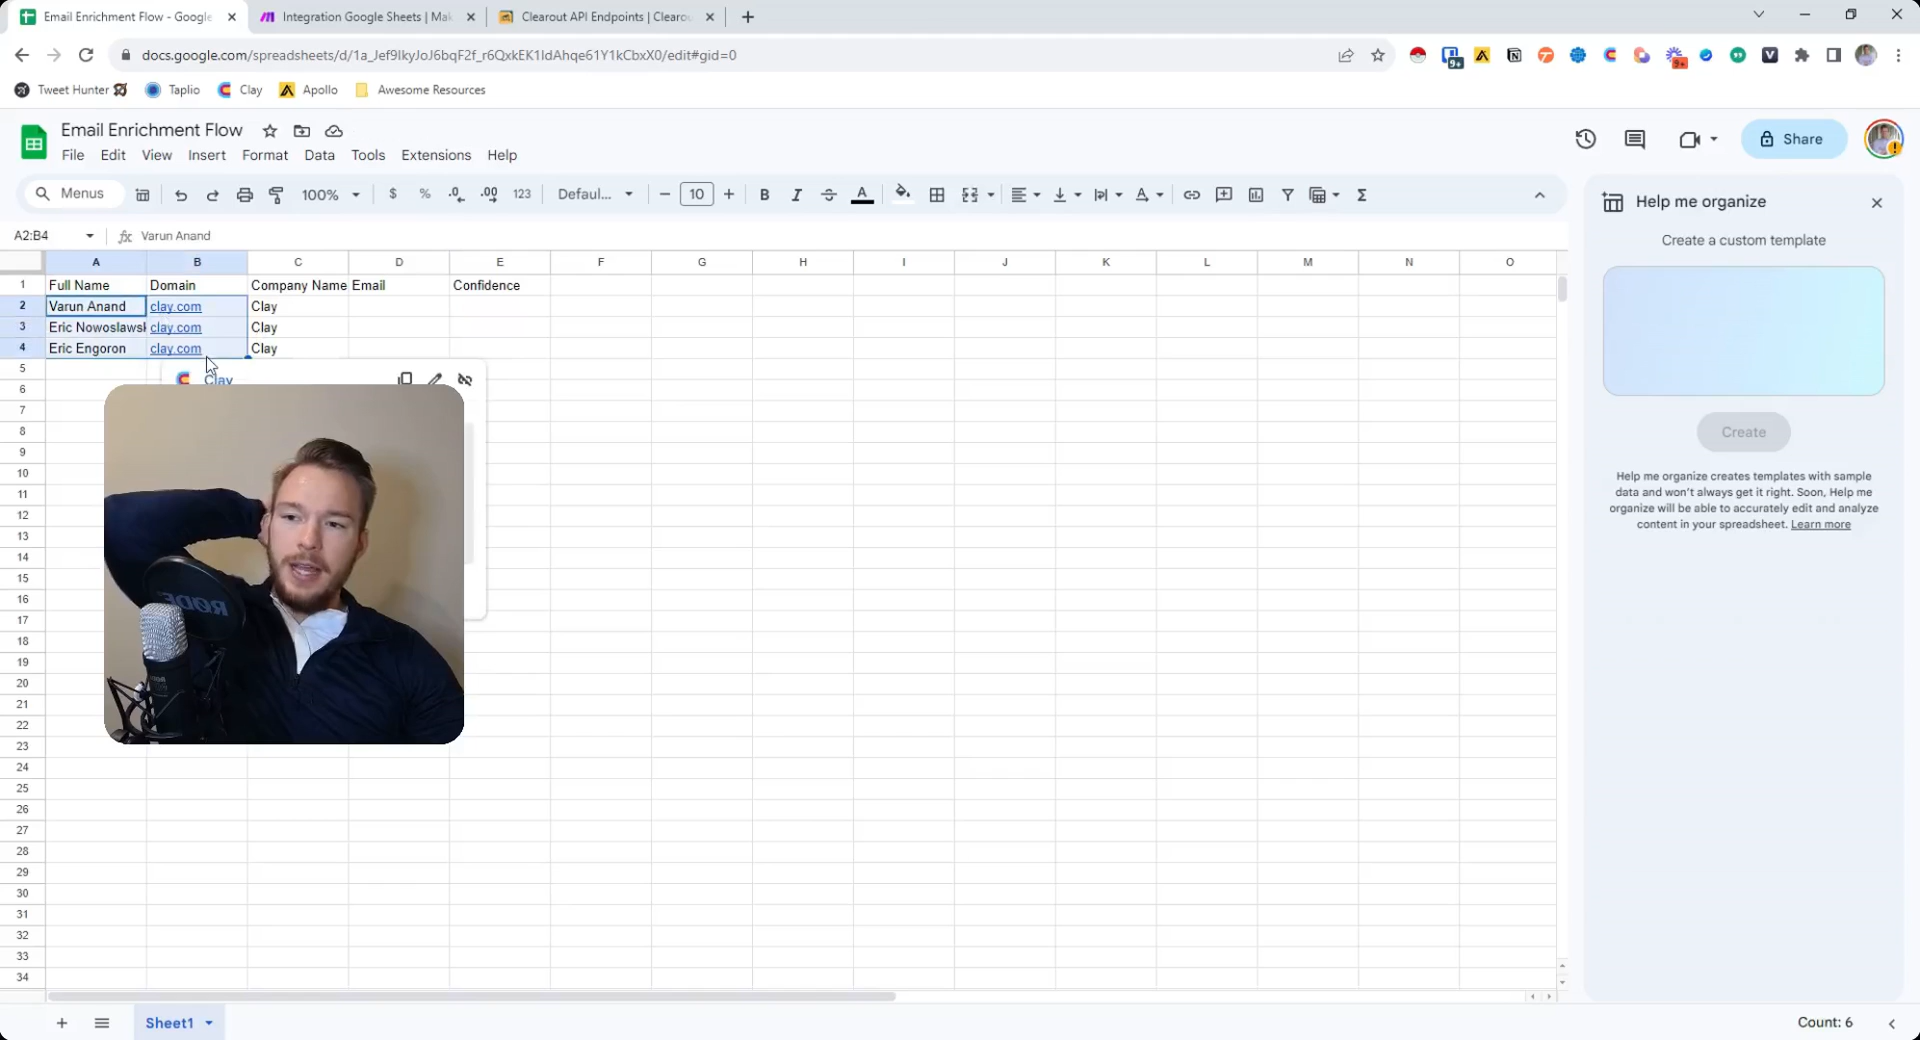 Email Enrichment Flow - Google
Integration Google Sheets | Mak
Clearout API Endpoints | Clearou
docs.google.com/spreadsheets/d/1a_Jef9IkyJoJ6bqF2f_r6QxkEK1IdAhqe61Y1kCbxX0/edit#gid=0
9+
9+
Tweet Hunter
Taplio
Clay
Apollo
Awesome Resources
Email Enrichment Flow
File Edit View Insert Format Data Tools Extensions Help
Share
Menus
100%
$ % .0 .00 123
Defaul...
10
B I A
A2:B4
fx Varun Anand
A B C D E F G H I J K L M N O
1 Full Name Domain Company Name Email Confidence
2 Varun Anand clay.com Clay
3 Eric Nowoslawsk clay.com Clay
4 Eric Engoron clay.com Clay
5
Clay
6
7
8
9
10
11
12
13
14
15
16
17
18
19
20
21
22
23
24
25
26
27
28
29
30
31
32
33
34
RØDE
Help me organize
Create a custom template
Create
Help me organize creates templates with sample
data and won't always get it right. Soon, Help me
organize will be able to accurately edit and analyze
content in your spreadsheet. Learn more
Sheet1
Count: 6